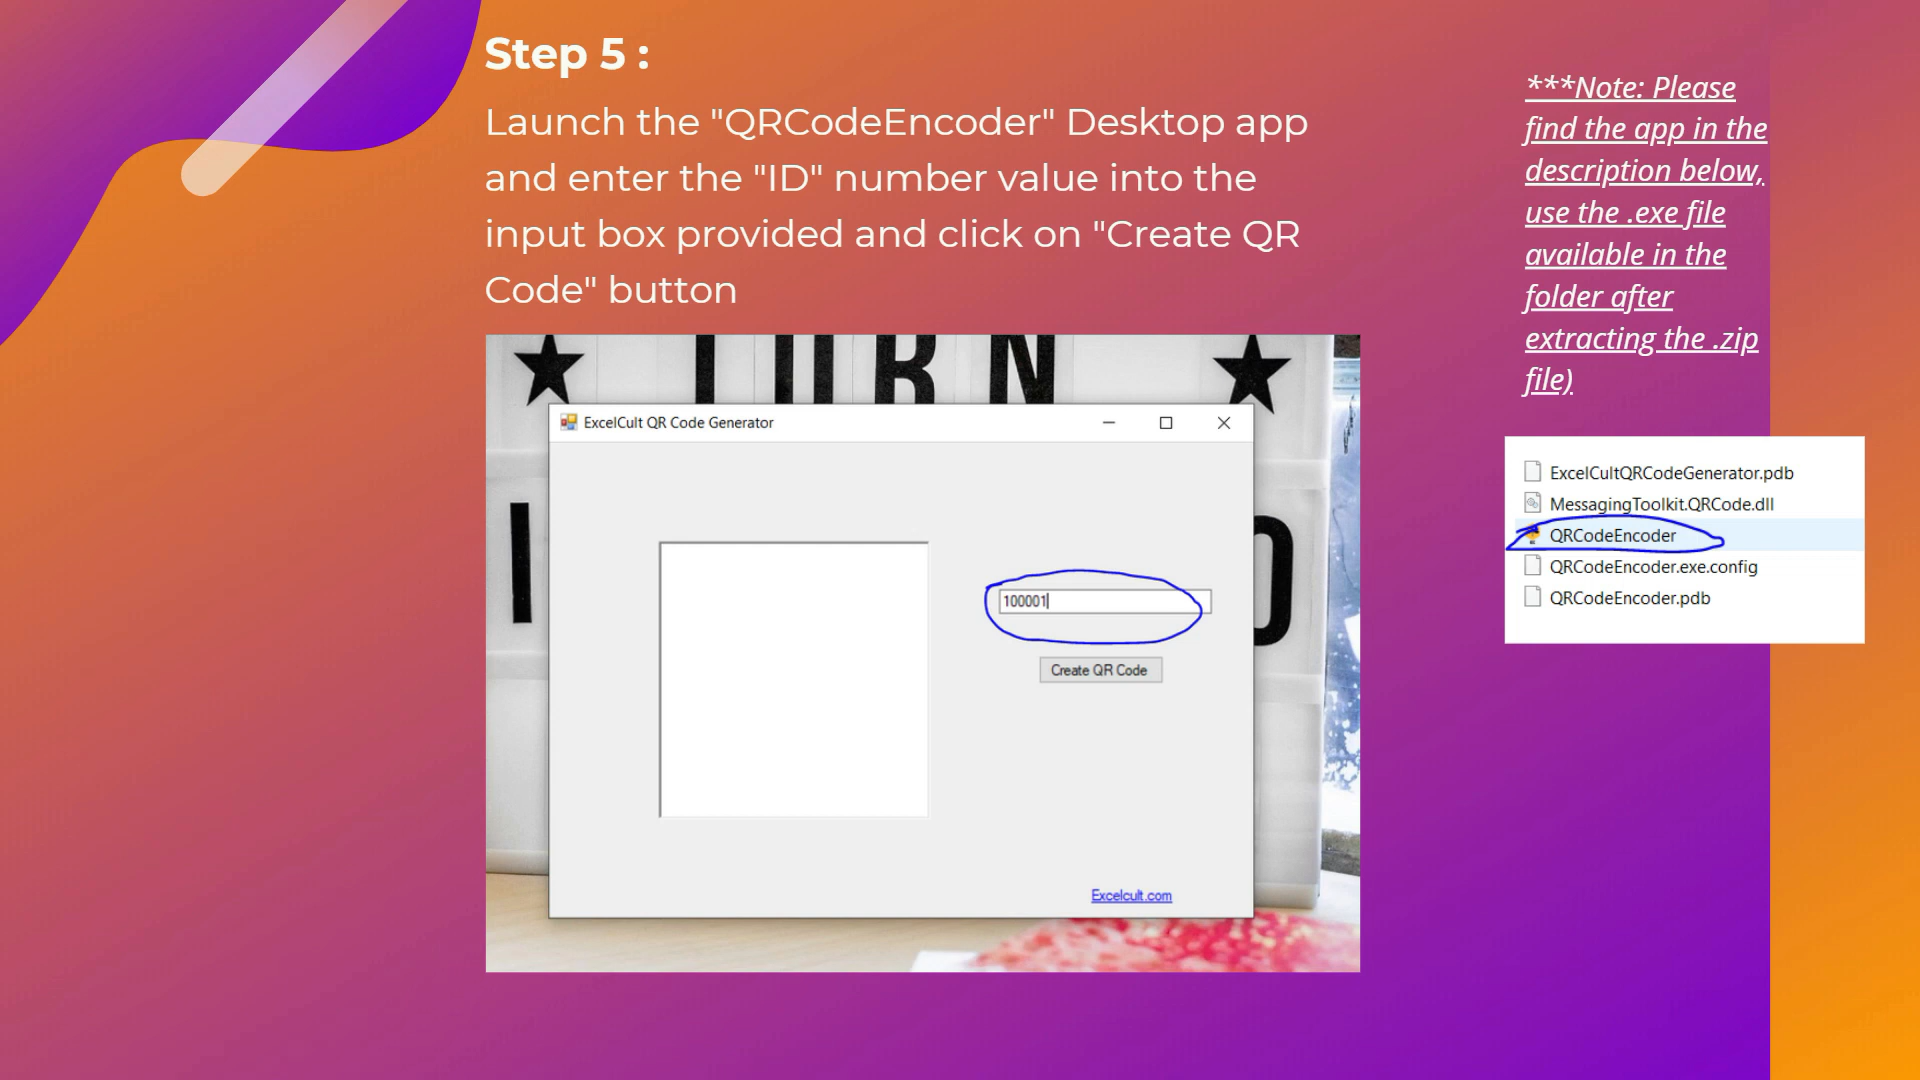 Step 5 :
Launch the "QRCodeEncoder" Desktop app
and enter the "ID" number value into the
input box provided and click on "Create QR
Code" button
***Note: Please
find the app in the
description below,
use the .exe file
available in the
folder after
extracting the .zip
file)
ExcelCult QR Code Generator
100001
Create QR Code
Excelcult.com
ExcelCultQRCodeGenerator.pdb
MessagingToolkit.QRCode.dll
QRCodeEncoder
QRCodeEncoder.exe.config
QRCodeEncoder.pdb